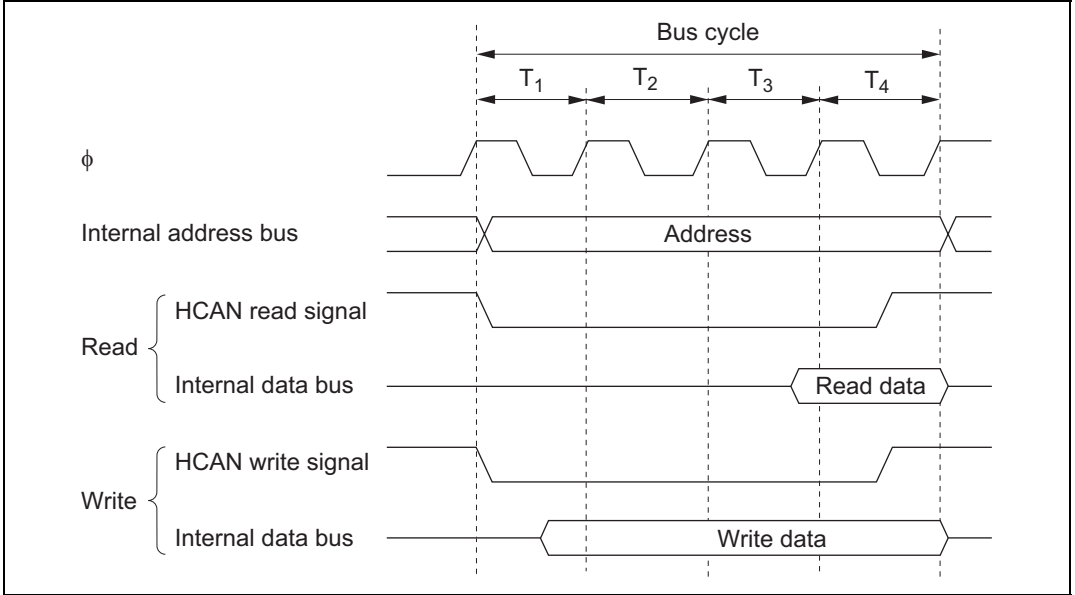 Bus cycle
T1 T2 T3 T4
ϕ
Internal address bus Address
HCAN read signal
Read
Internal data bus Read data
HCAN write signal
Write
Internal data bus Write data